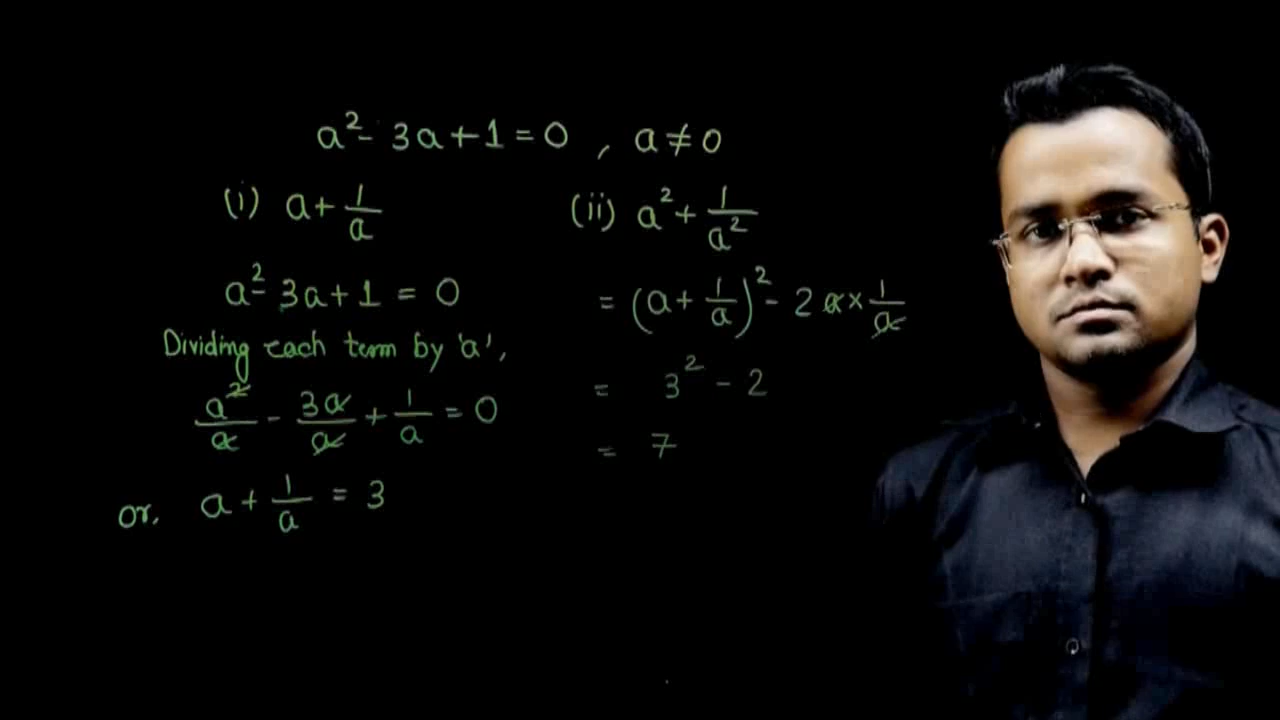 a² - 3a + 1 = 0 , a ≠ 0
(i) a + 1/a
a² - 3a + 1 = 0
Dividing each term by 'a',
a²/a - 3a/a + 1/a = 0
or, a + 1/a = 3
(ii) a² + 1/a²
= (a + 1/a)² - 2 a × 1/a
= 3² - 2
= 7